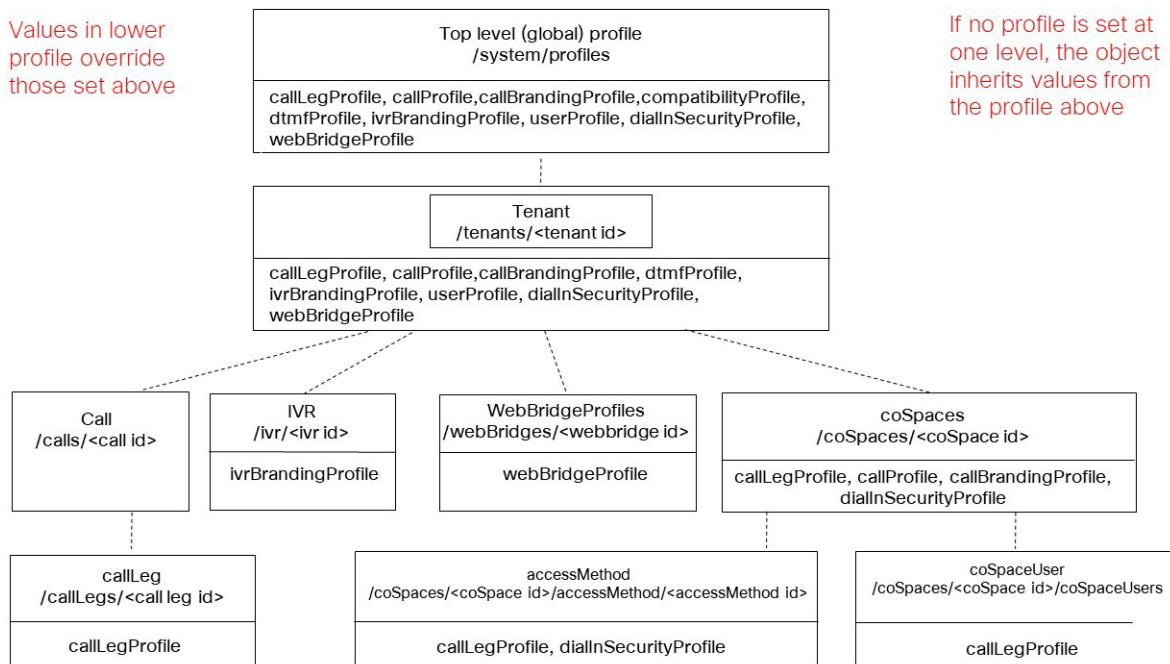 Values in lower
profile override
those set above
Top level (global) profile
/system/profiles
callLegProfile, callProfile,callBrandingProfile,compatibilityProfile,
dtmfProfile, ivrBrandingProfile, userProfile, dialInSecurityProfile,
webBridgeProfile
If no profile is set at
one level, the object
inherits values from
the profile above
Tenant
/tenants/<tenant id>
callLegProfile, callProfile,callBrandingProfile, dtmfProfile,
ivrBrandingProfile, userProfile, dialInSecurityProfile,
webBridgeProfile
Call
/calls/<call id>
IVR
/ivr/<ivr id>
ivrBrandingProfile
WebBridgeProfiles
/webBridges/<webbridge id>
webBridgeProfile
coSpaces
/coSpaces/<coSpace id>
callLegProfile, callProfile, callBrandingProfile,
dialInSecurityProfile
callLeg
/callLegs/<call leg id>
callLegProfile
accessMethod
/coSpaces/<coSpace id>/accessMethod/<accessMethod id>
callLegProfile, dialInSecurityProfile
coSpaceUser
/coSpaces/<coSpace id>/coSpaceUsers
callLegProfile